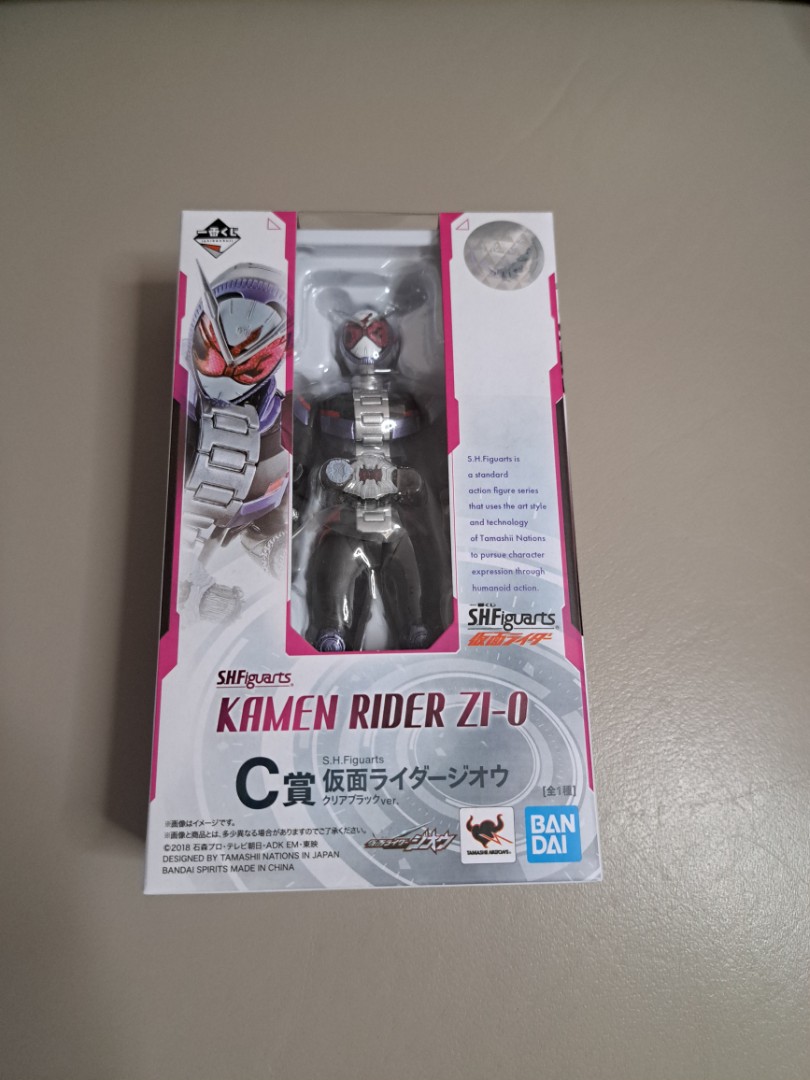 一番くじ
S.H.Figuarts is
a standard
action figure series
that uses the art style
and technology
of Tamashii Nations
to pursue character
expression through
humanoid action.
一番くじ
S.H.Figuarts
仮面ライダー
S.H.Figuarts
KAMEN RIDER ZI-O
S.H.Figuarts
C賞 仮面ライダージオウ
クリアブラックver.
[全1種]
※画像はイメージです。
※画像と商品とは、多少異なる場合がありますのでご了承ください。
©2018 石森プロ・テレビ朝日・ADK EM・東映
DESIGNED BY TAMASHII NATIONS IN JAPAN
BANDAI SPIRITS MADE IN CHINA
仮面ライダージオウ
TAMASHII NATIONS
BAN
DAI